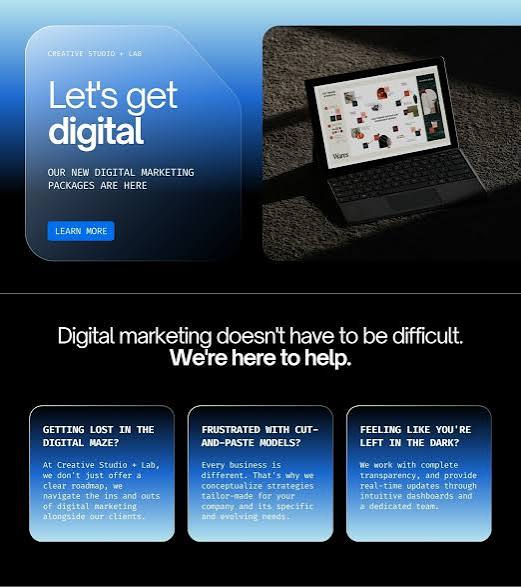 CREATIVE STUDIO + LAB
Let's get
digital
OUR NEW DIGITAL MARKETING
PACKAGES ARE HERE
LEARN MORE
Digital marketing doesn't have to be difficult.
We're here to help.
GETTING LOST IN THE
DIGITAL MAZE?
At Creative Studio + Lab,
we don't just offer a
clear roadmap, we
navigate the ins and outs
of digital marketing
alongside our clients.
FRUSTRATED WITH CUT-
AND-PASTE MODELS?
Every business is
different. That's why we
conceptualize strategies
tailor-made for your
company and its specific
and evolving needs.
FEELING LIKE YOU'RE
LEFT IN THE DARK?
We work with complete
transparency, and provide
real-time updates through
intuitive dashboards and
a dedicated team.